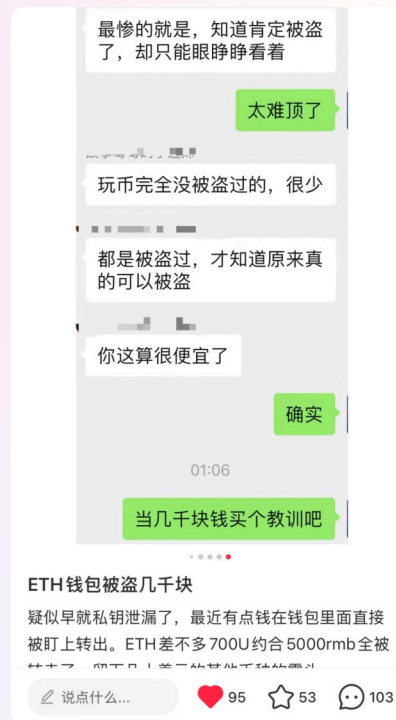 最惨的就是，知道肯定被盗
了，却只能眼睁睁看着
太难顶了
玩币完全没被盗过的，很少
都是被盗过，才知道原来真
的可以被盗
你这算很便宜了
确实
01:06
当几千块钱买个教训吧
ETH钱包被盗几千块
疑似早就私钥泄漏了，最近有点钱在钱包里面直接
被盯上转出。ETH差不多700U约合5000rmb全被
说点什么...
95
53
103